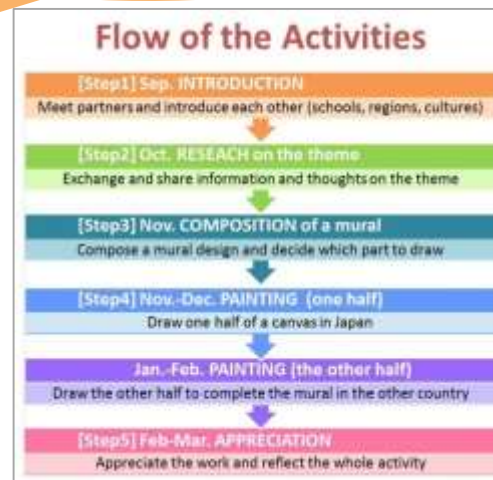 Flow of the Activities
[Step1] Sep. INTRODUCTION
Meet partners and introduce each other (schools, regions, cultures)
[Step2] Oct. RESEACH on the theme
Exchange and share information and thoughts on the theme
[Step3] Nov. COMPOSITION of a mural
Compose a mural design and decide which part to draw
[Step4] Nov.-Dec. PAINTING (one half)
Draw one half of a canvas in Japan
Jan.-Feb. PAINTING (the other half)
Draw the other half to complete the mural in the other country
[Step5] Feb-Mar. APPRECIATION
Appreciate the work and reflect the whole activity